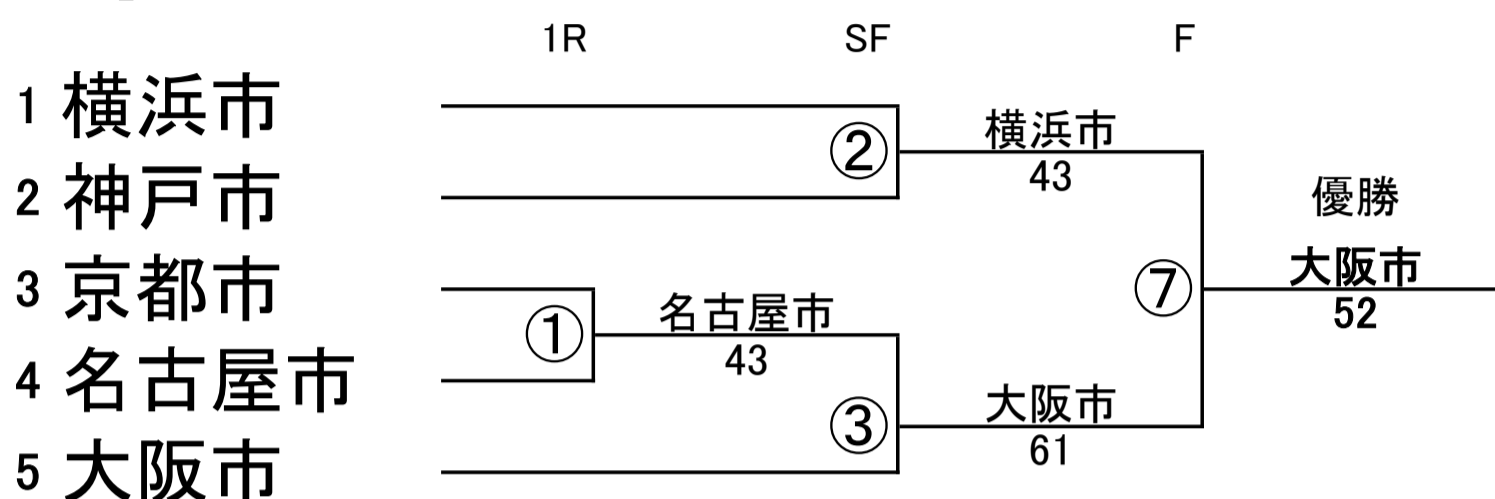 1R SF F
1 横浜市
② 横浜市
43
2 神戸市
優勝
3 京都市
⑦ 大阪市
52
① 名古屋市
43
4 名古屋市
③ 大阪市
61
5 大阪市